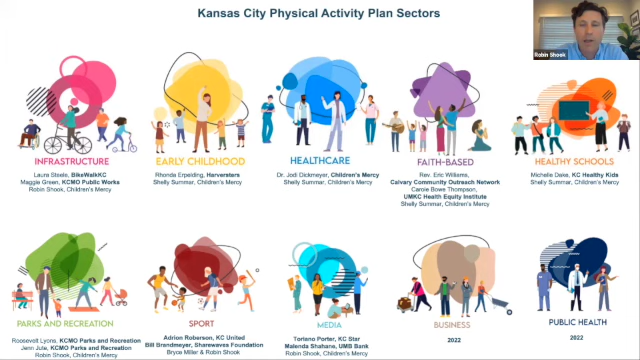 Kansas City Physical Activity Plan Sectors
Robin Shook
INFRASTRUCTURE
Laura Steele, BikeWalkKC
Maggie Green, KCMO Public Works
Robin Shook, Children's Mercy
EARLY CHILDHOOD
Rhonda Erpelding, Harvesters
Shelly Summar, Children's Mercy
HEALTHCARE
Dr. Jodi Dickmeyer, Children's Mercy
Shelly Summar, Children's Mercy
FAITH-BASED
Rev. Eric Williams,
Calvary Community Outreach Network
Carole Bowe Thompson,
UMKC Health Equity Institute
Shelly Summar, Children's Mercy
HEALTHY SCHOOLS
Michelle Dake, KC Healthy Kids
Shelly Summar, Children's Mercy
PARKS AND RECREATION
Roosevelt Lyons, KCMO Parks and Recreation
Jenn Jute, KCMO Parks and Recreation
Robin Shook, Children's Mercy
SPORT
Adrion Roberson, KC United
Bill Brandmeyer, Sharewaves Foundation
Bryce Miller & Robin Shook
MEDIA
Toriano Porter, KC Star
Malenda Shahane, UMB Bank
Robin Shook, Children's Mercy
BUSINESS
2022
PUBLIC HEALTH
2022